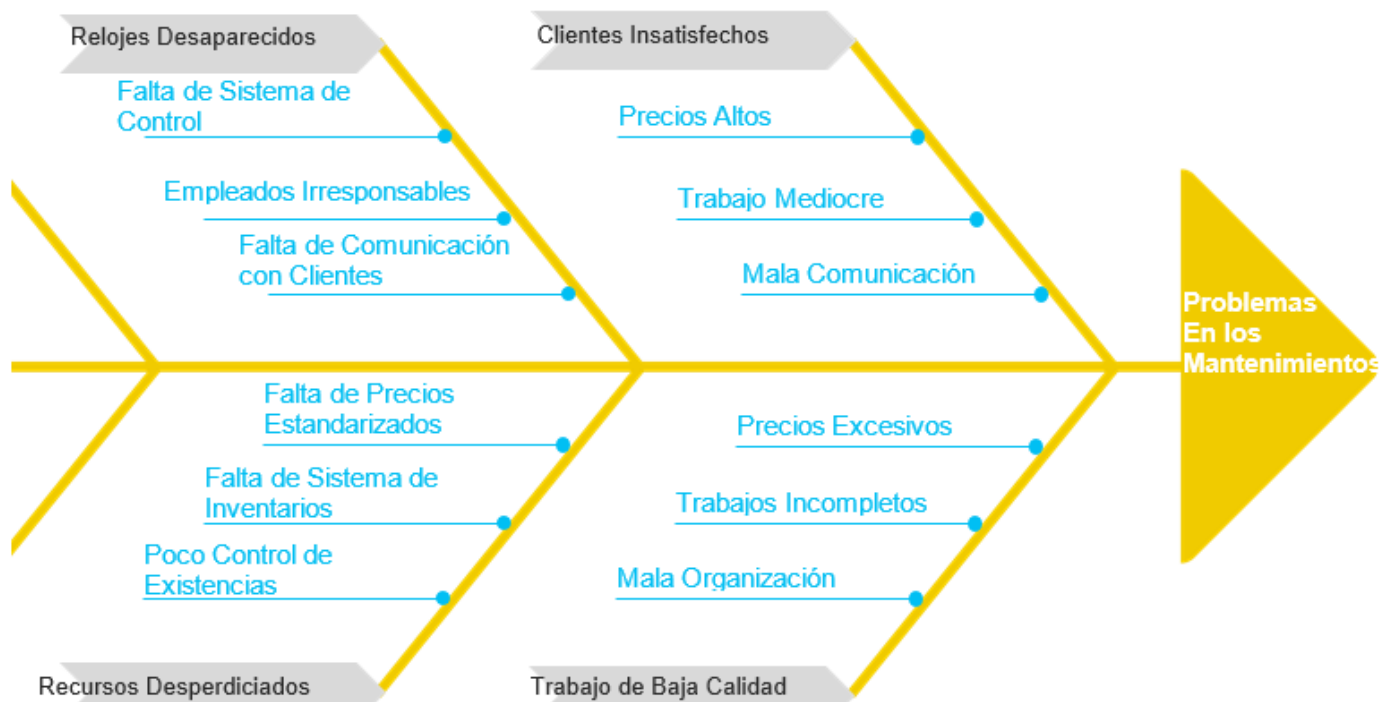 Relojes Desaparecidos
Falta de Sistema de
Control
Empleados Irresponsables
Falta de Comunicación
con Clientes
Clientes Insatisfechos
Precios Altos
Trabajo Mediocre
Mala Comunicación
Problemas
En los
Mantenimientos
Falta de Precios
Estandarizados
Falta de Sistema de
Inventarios
Poco Control de
Existencias
Recursos Desperdiciados
Precios Excesivos
Trabajos Incompletos
Mala Organización
Trabajo de Baja Calidad